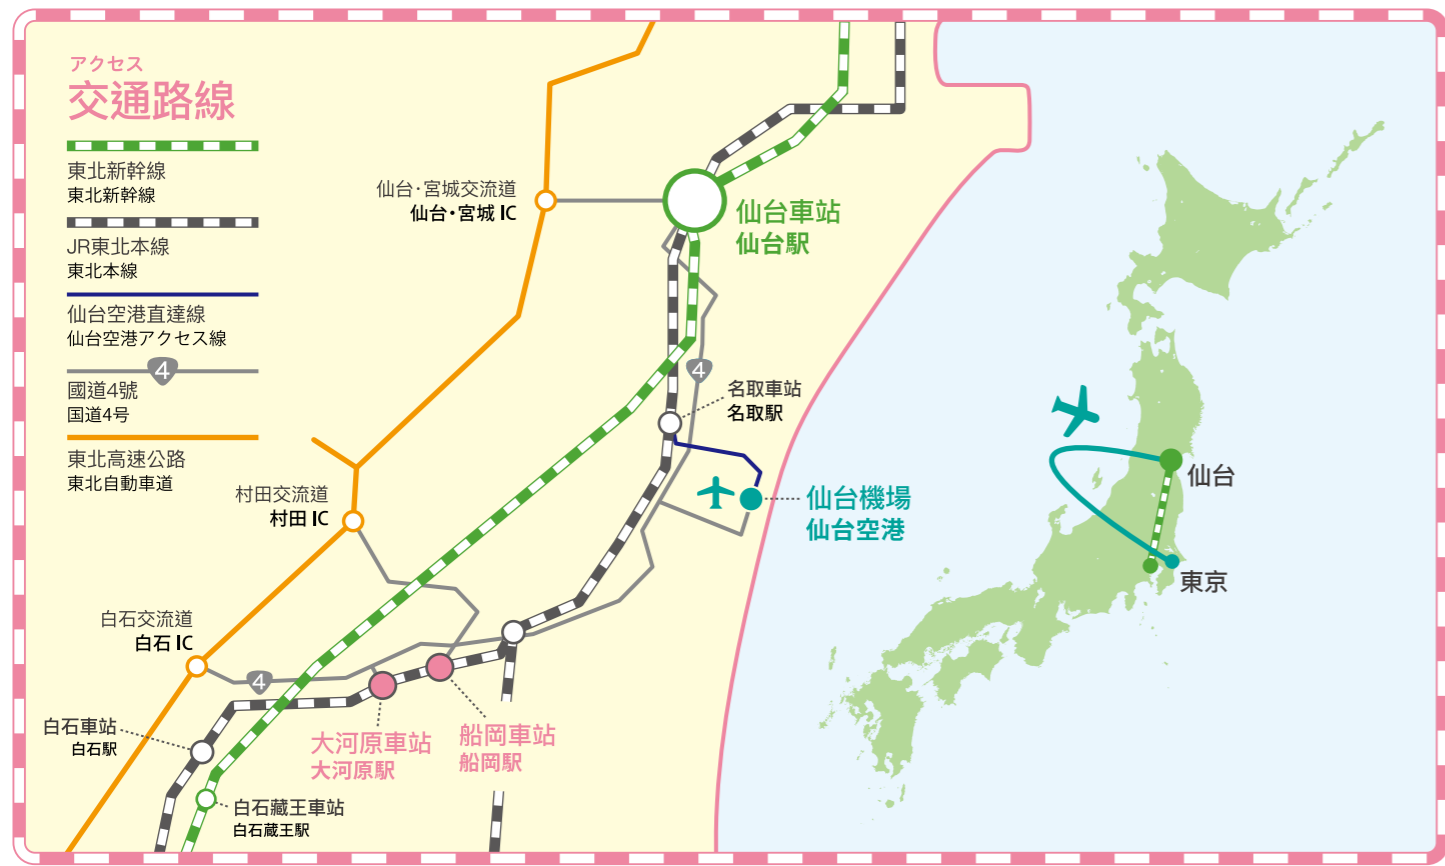 アクセス
交通路線
東北新幹線
東北新幹線
JR東北本線
東北本線
仙台空港直達線
仙台空港アクセス線
4
國道4號
国道4号
東北高速公路
東北自動車道
仙台･宮城交流道
仙台･宮城 IC
仙台車站
仙台駅
4
名取車站
名取駅
仙台機場
仙台空港
村田交流道
村田 IC
白石交流道
白石 IC
4
白石車站
白石駅
大河原車站
大河原駅
船岡車站
船岡駅
白石藏王車站
白石蔵王駅
仙台
東京